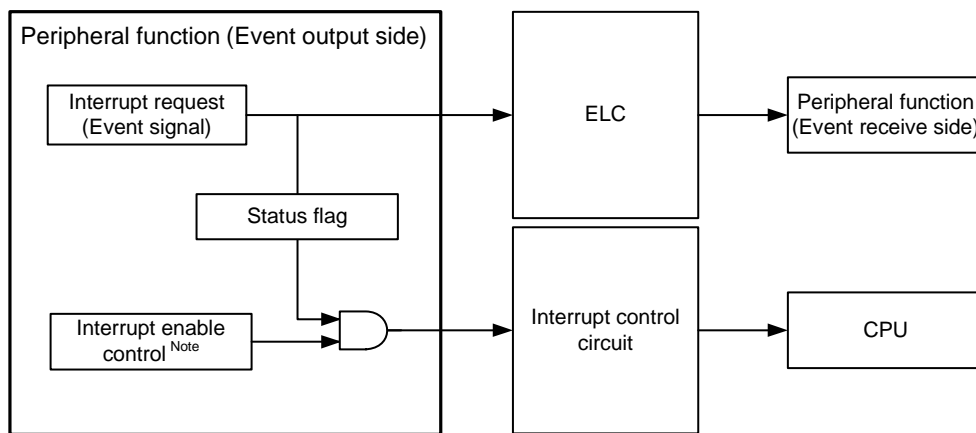 Peripheral function (Event output side)
Interrupt request
(Event signal)
ELC
Peripheral function
(Event receive side)
Status flag
Interrupt enable
control Note
Interrupt control
circuit
CPU